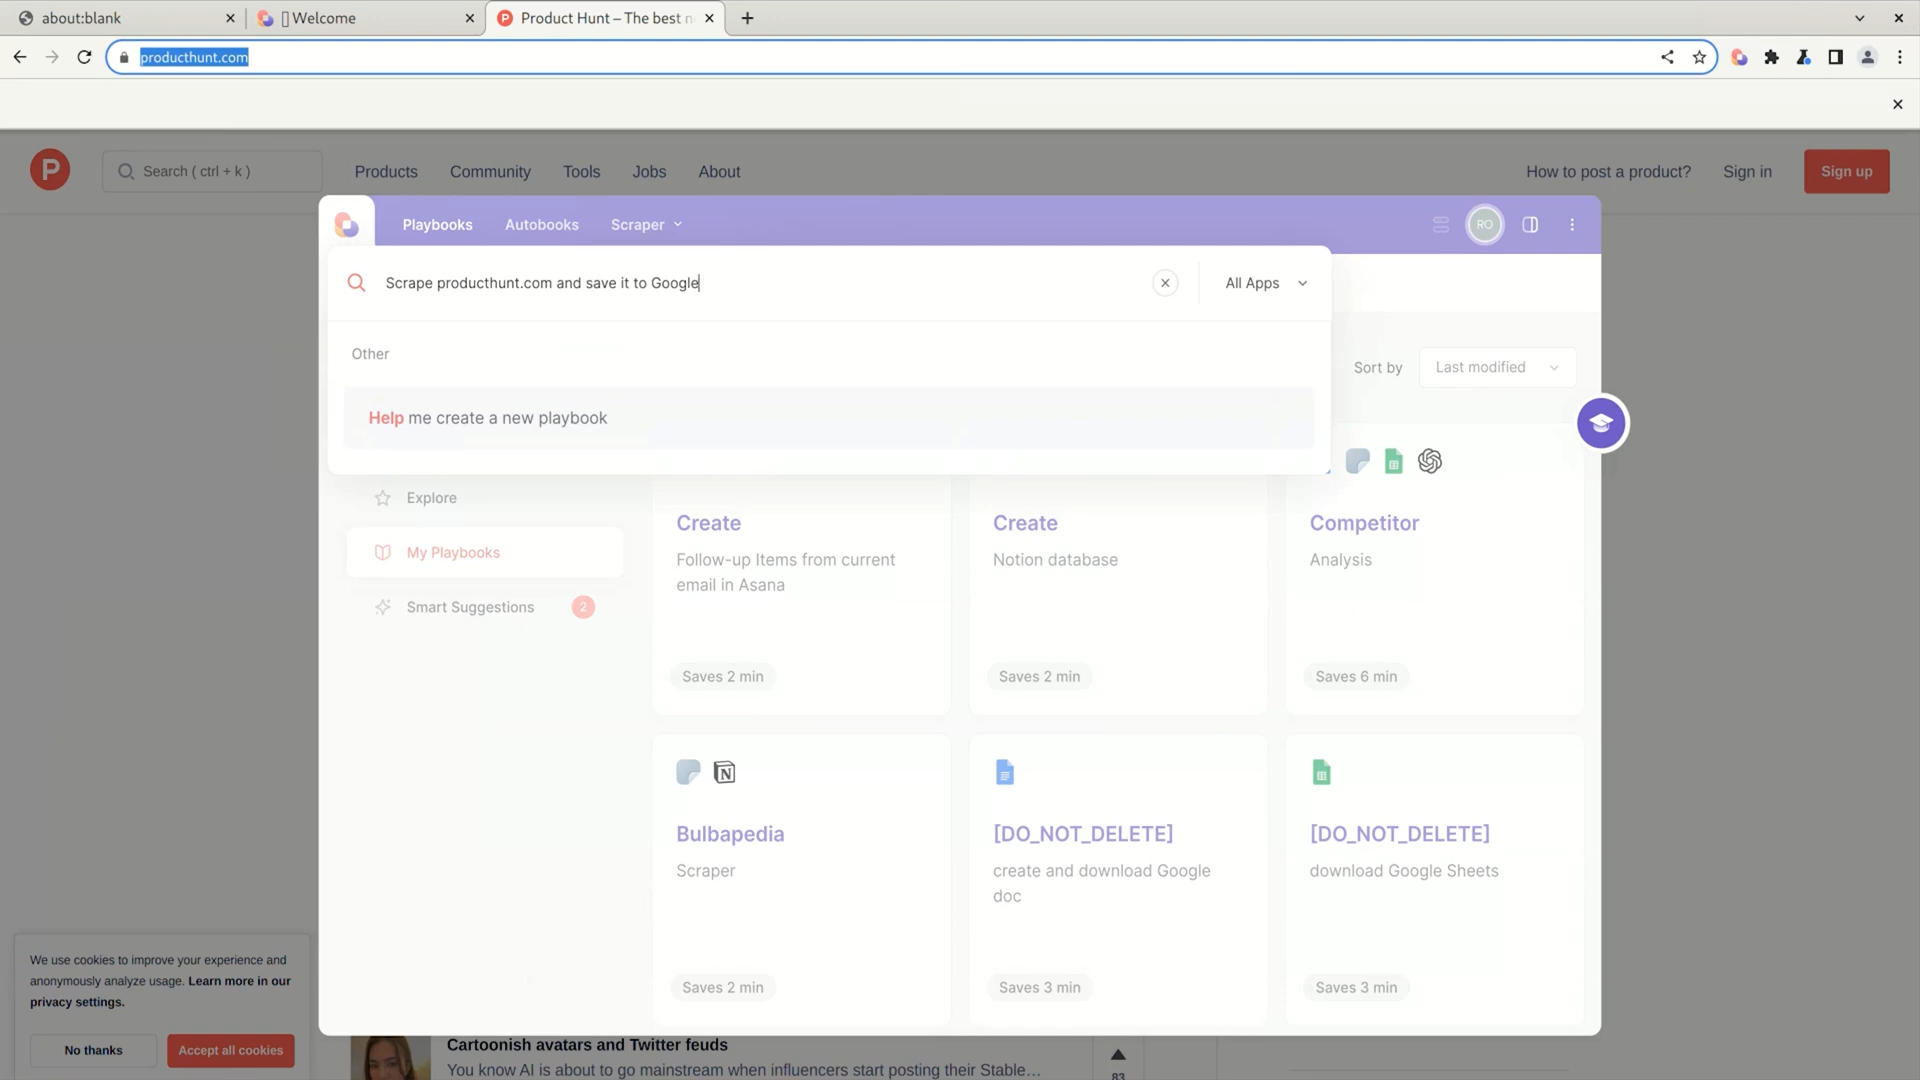 about:blank
Welcome
Product Hunt – The best n
producthunt.com
P
Search ( ctrl + k )
Products
Community
Tools
Jobs
About
How to post a product?
Sign in
Sign up
Playbooks
Autobooks
Scraper
RO
Scrape producthunt.com and save it to Google
All Apps
Other
Help me create a new playbook
Sort by
Last modified
Explore
My Playbooks
Smart Suggestions
2
Create
Follow-up Items from current
email in Asana
Saves 2 min
Create
Notion database
Saves 2 min
Competitor
Analysis
Saves 6 min
Bulbapedia
Scraper
Saves 2 min
[DO_NOT_DELETE]
create and download Google
doc
Saves 3 min
[DO_NOT_DELETE]
download Google Sheets
Saves 3 min
We use cookies to improve your experience and
anonymously analyze usage. Learn more in our
privacy settings.
No thanks
Accept all cookies
Cartoonish avatars and Twitter feuds
You know AI is about to go mainstream when influencers start posting their Stable…
83